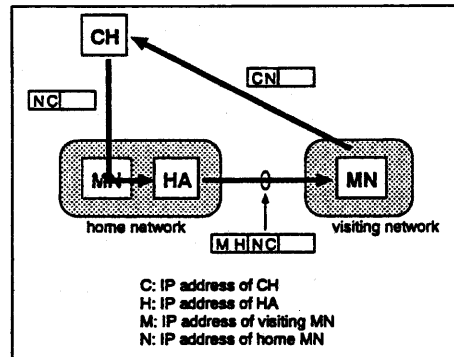 CH
NC
CN
MN
HA
MN
home network
visiting network
M H NC
C: IP address of CH
H: IP address of HA
M: IP address of visiting MN
N: IP address of home MN